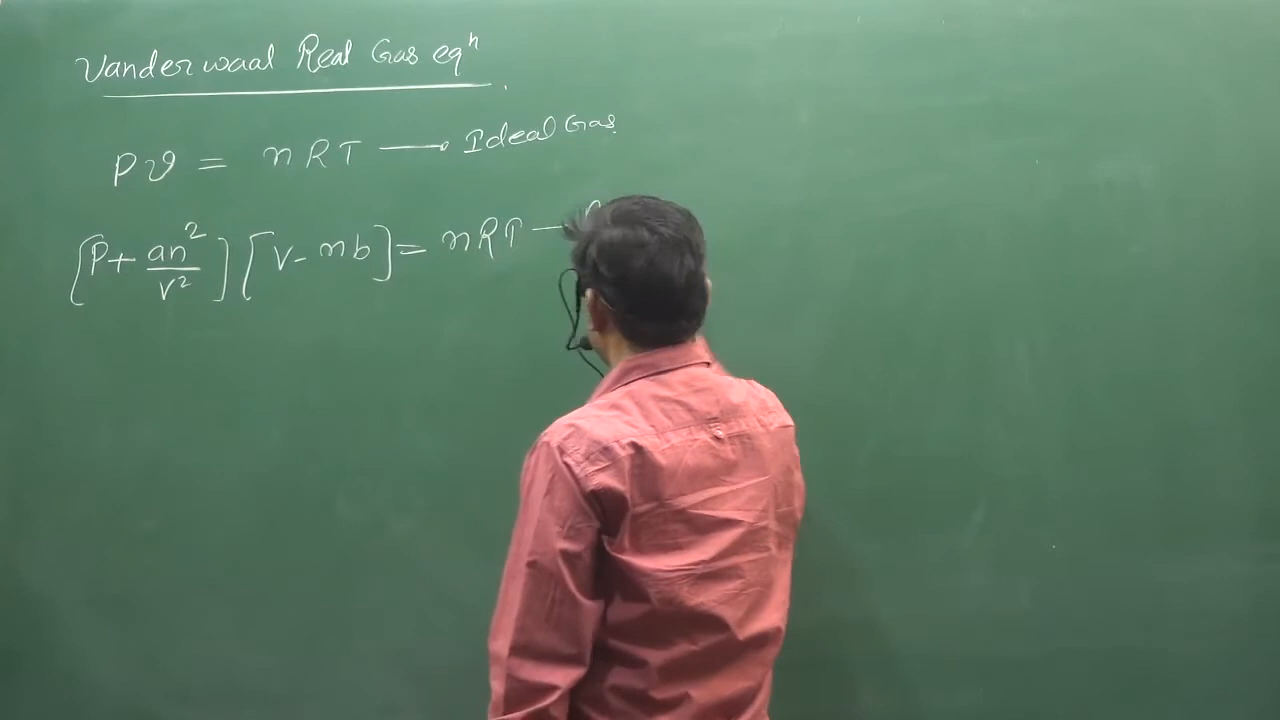 Vanderwaal Real Gas eqⁿ
PV = nRT → Ideal Gas
[P + an²/V²] [V - nb] = nRT -